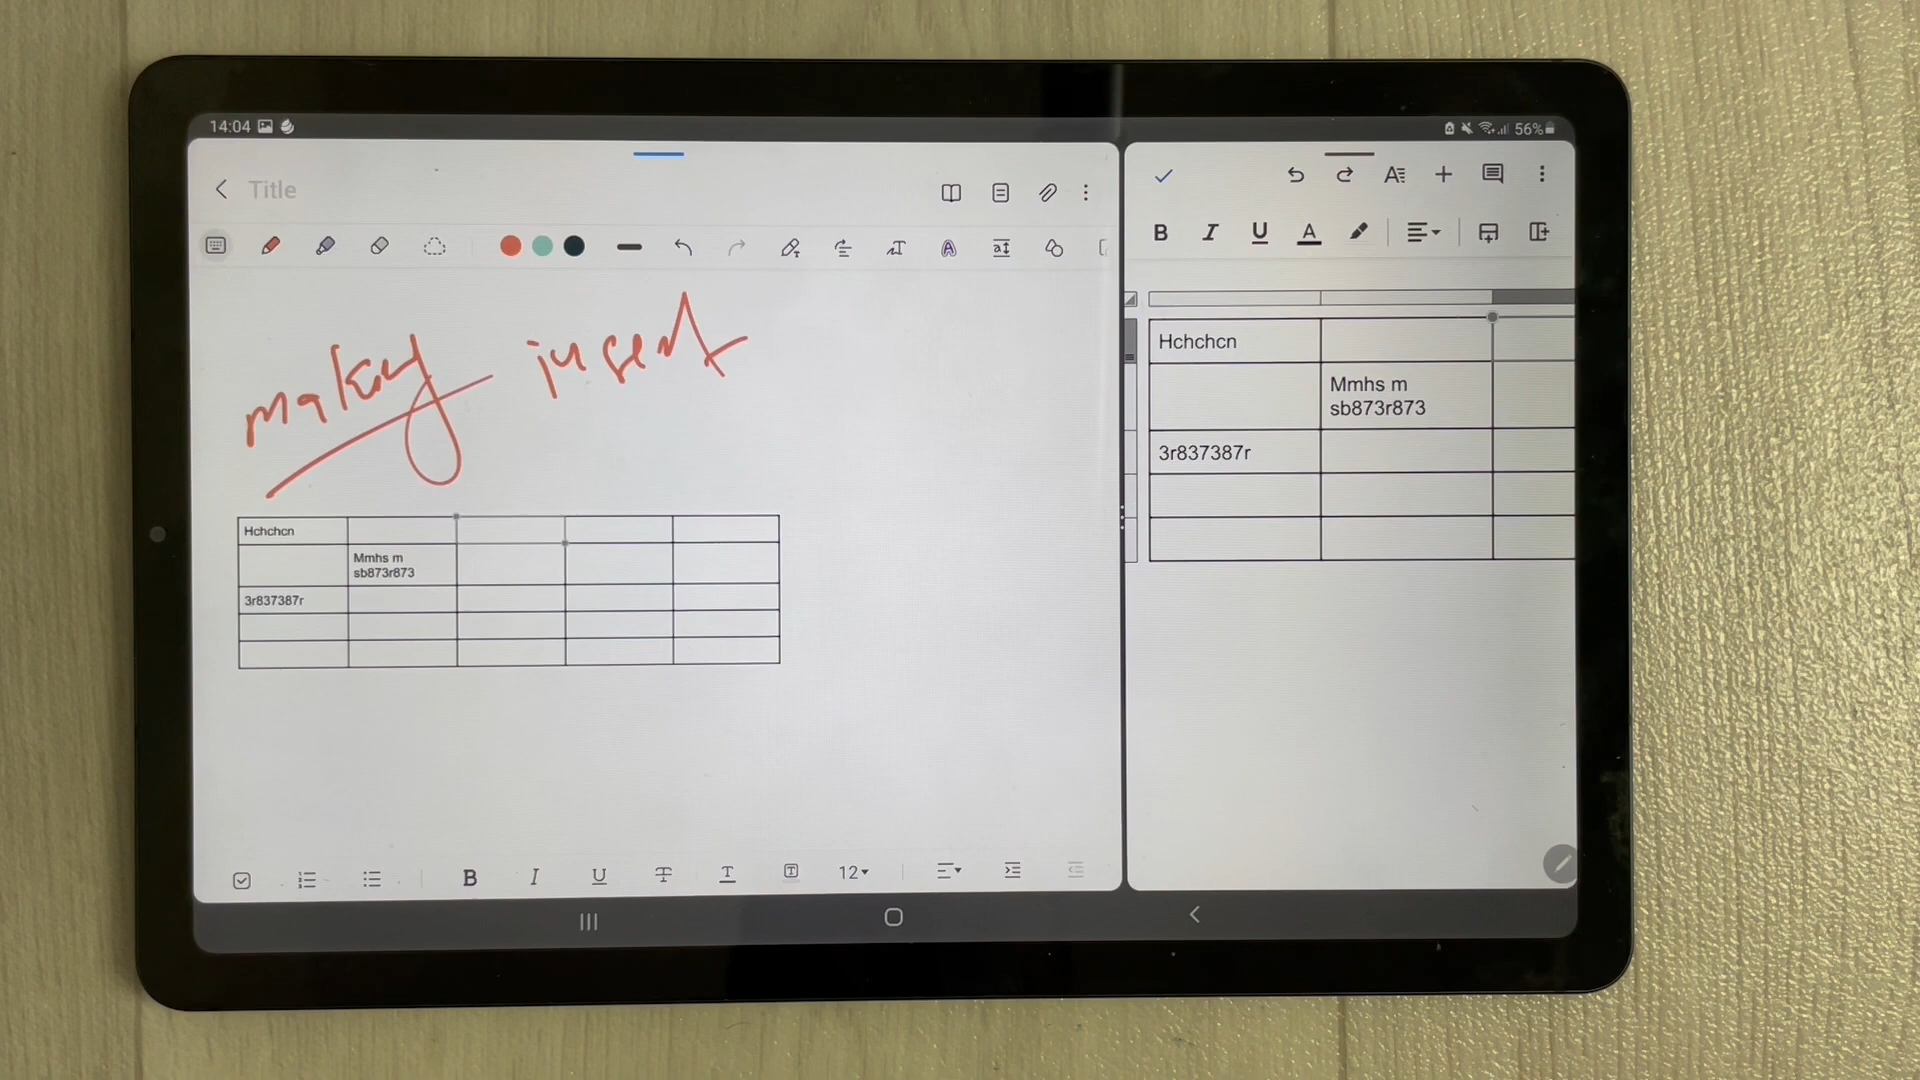 14:04
56%
Title
making insert
Hchchcn
Mmhs m
sb873r873
3r837387r
B I U T T 12
B I U A
Hchchcn
Mmhs m
sb873r873
3r837387r